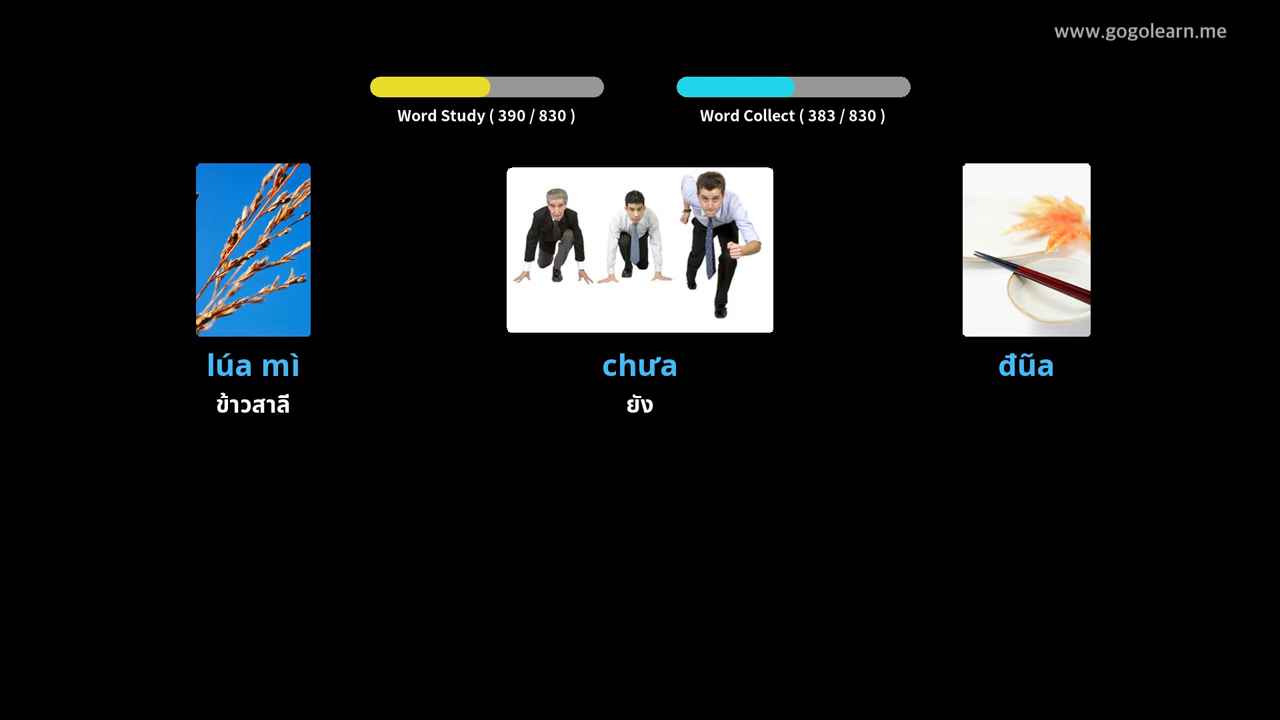 www.gogolearn.me
Word Study ( 390 / 830 )
Word Collect ( 383 / 830 )
lúa mì
chưa
đũa
ข้าวสาลี
ยัง